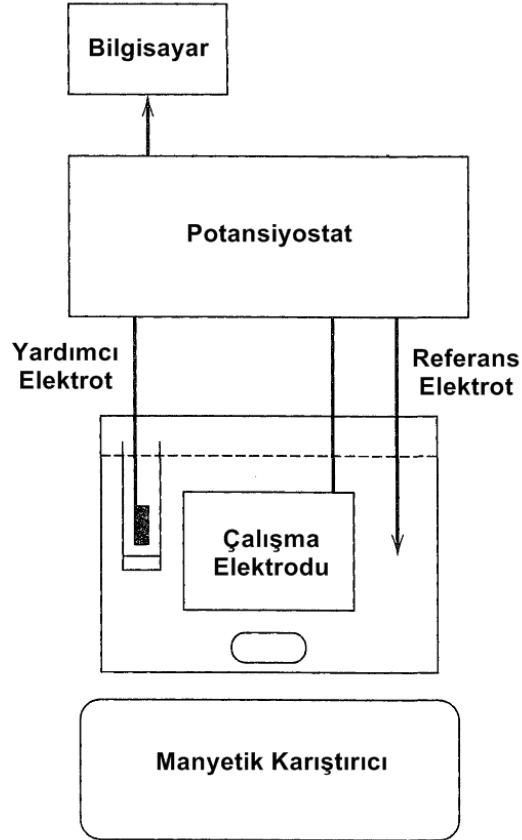 Bilgisayar
Potansiyostat
Yardımcı
Elektrot
Referans
Elektrot
Çalışma
Elektrodu
Manyetik Karıştırıcı